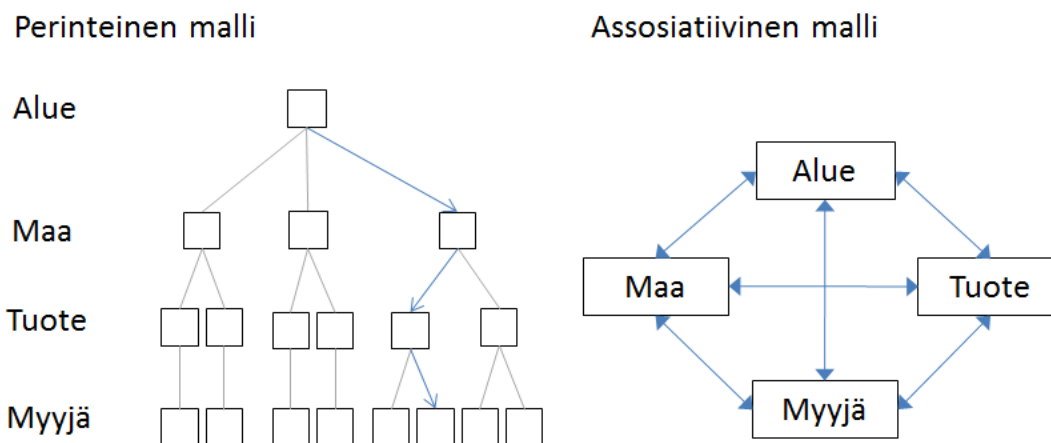 Perinteinen malli
Alue
Maa
Tuote
Myyjä
Assosiatiivinen malli
Alue
Maa
Tuote
Myyjä